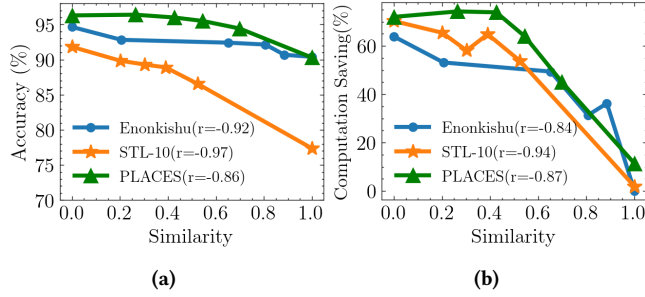 Accuracy (%)
95
90
85
80
75
70
Enonkishu(r=-0.92)
STL-10(r=-0.97)
PLACES(r=-0.86)
0.0 0.2 0.4 0.6 0.8 1.0
Similarity
(a)
Computation Saving(%)
60
40
20
0
Enonkishu(r=-0.84)
STL-10(r=-0.94)
PLACES(r=-0.87)
0.0 0.2 0.4 0.6 0.8 1.0
Similarity
(b)